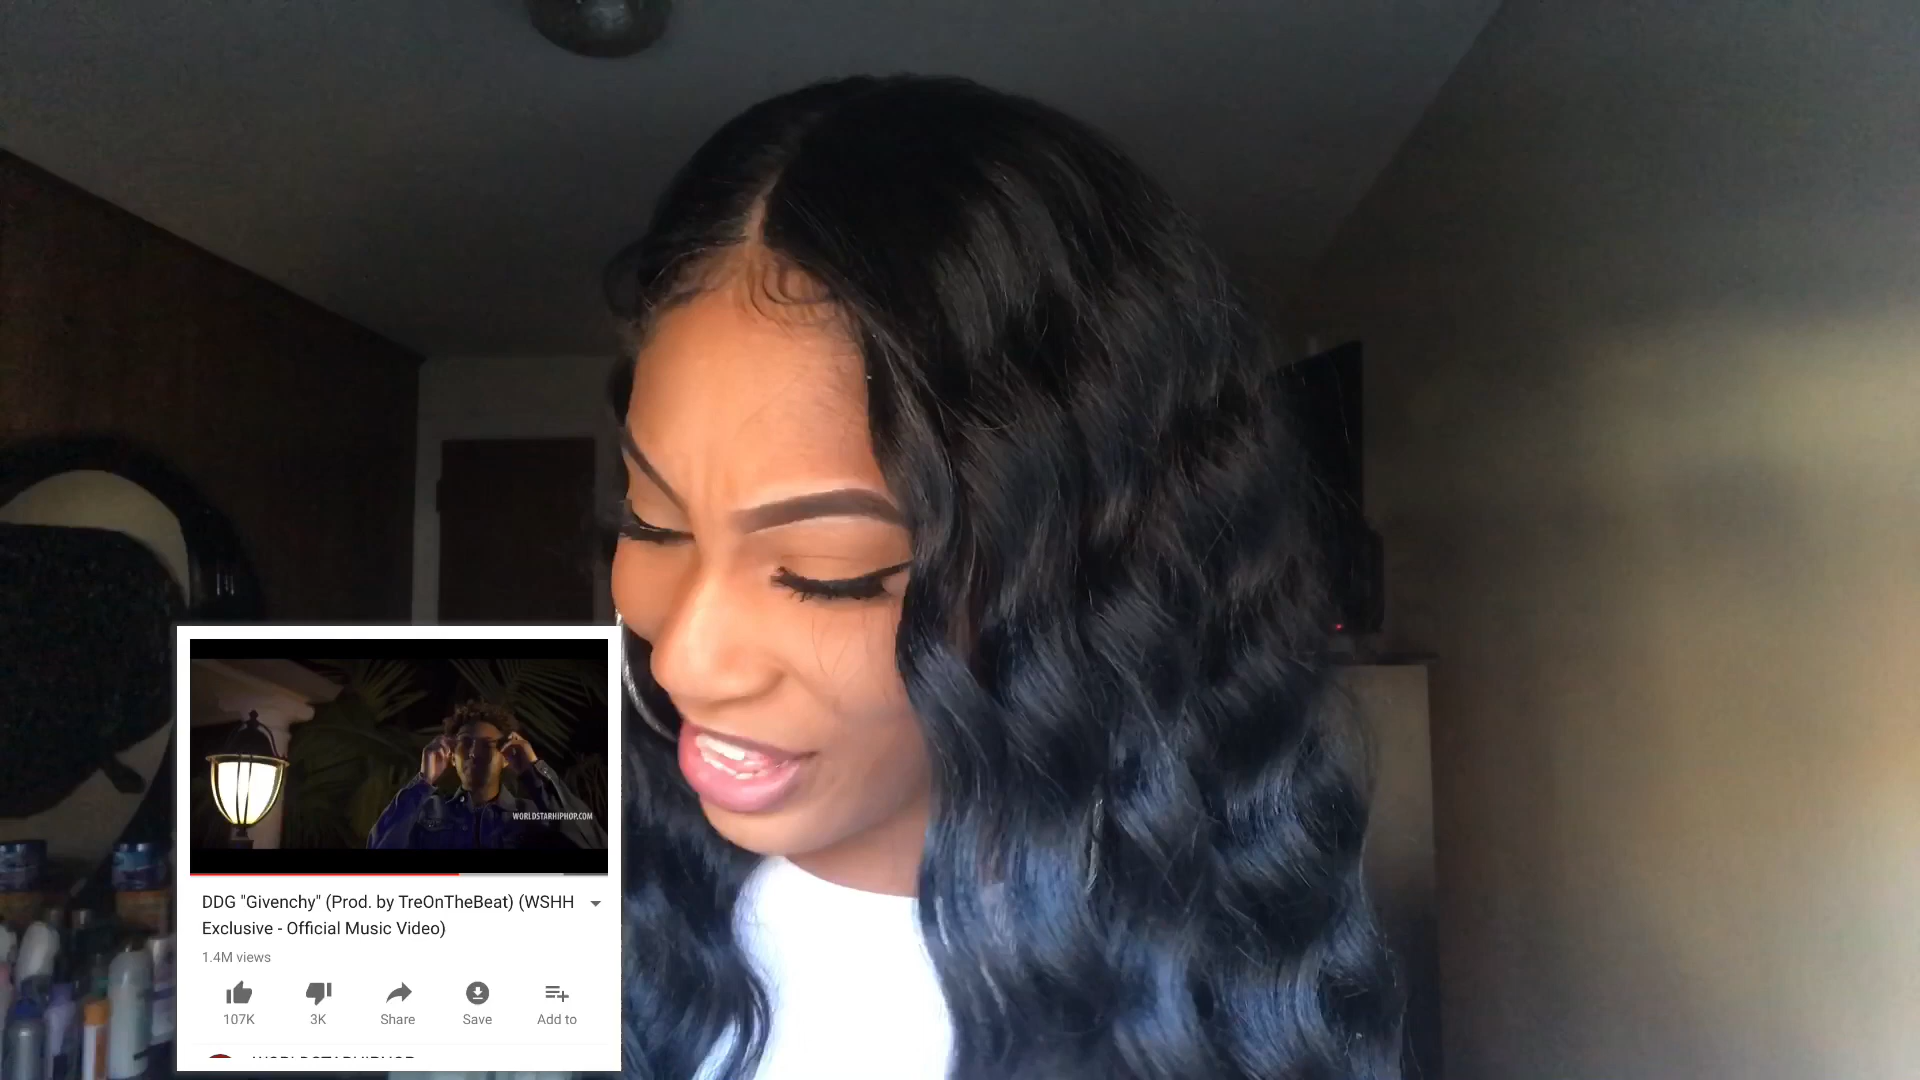 WORLDSTARHIPHOP.COM
DDG "Givenchy" (Prod. by TreOnTheBeat) (WSHH
Exclusive - Official Music Video)
1.4M views
107K
3K
Share
Save
Add to
WORLDSTARHIPHOP